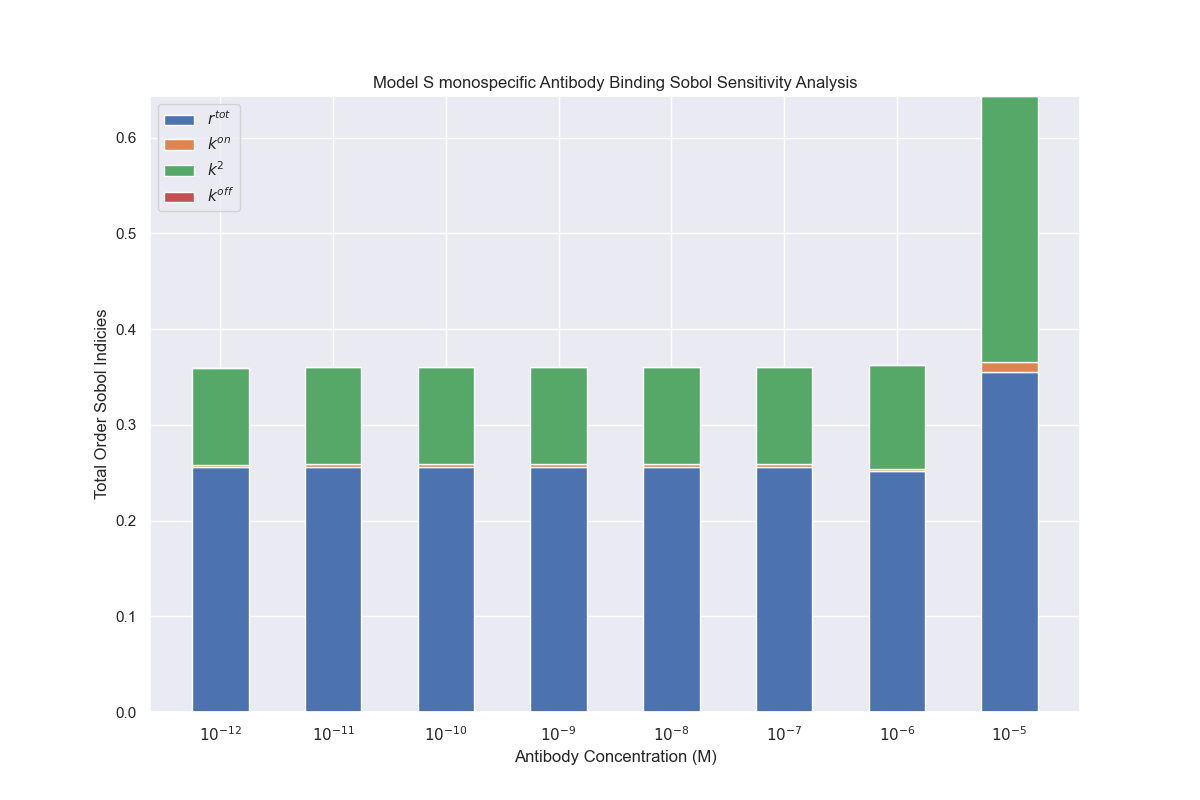 Model S monospecific Antibody Binding Sobol Sensitivity Analysis
r^{tot}
k^{on}
k^{2}
k^{off}
Total Order Sobol Indicies
0.6
0.5
0.4
0.3
0.2
0.1
0.0
10^{-12} 10^{-11} 10^{-10} 10^{-9} 10^{-8} 10^{-7} 10^{-6} 10^{-5}
Antibody Concentration (M)